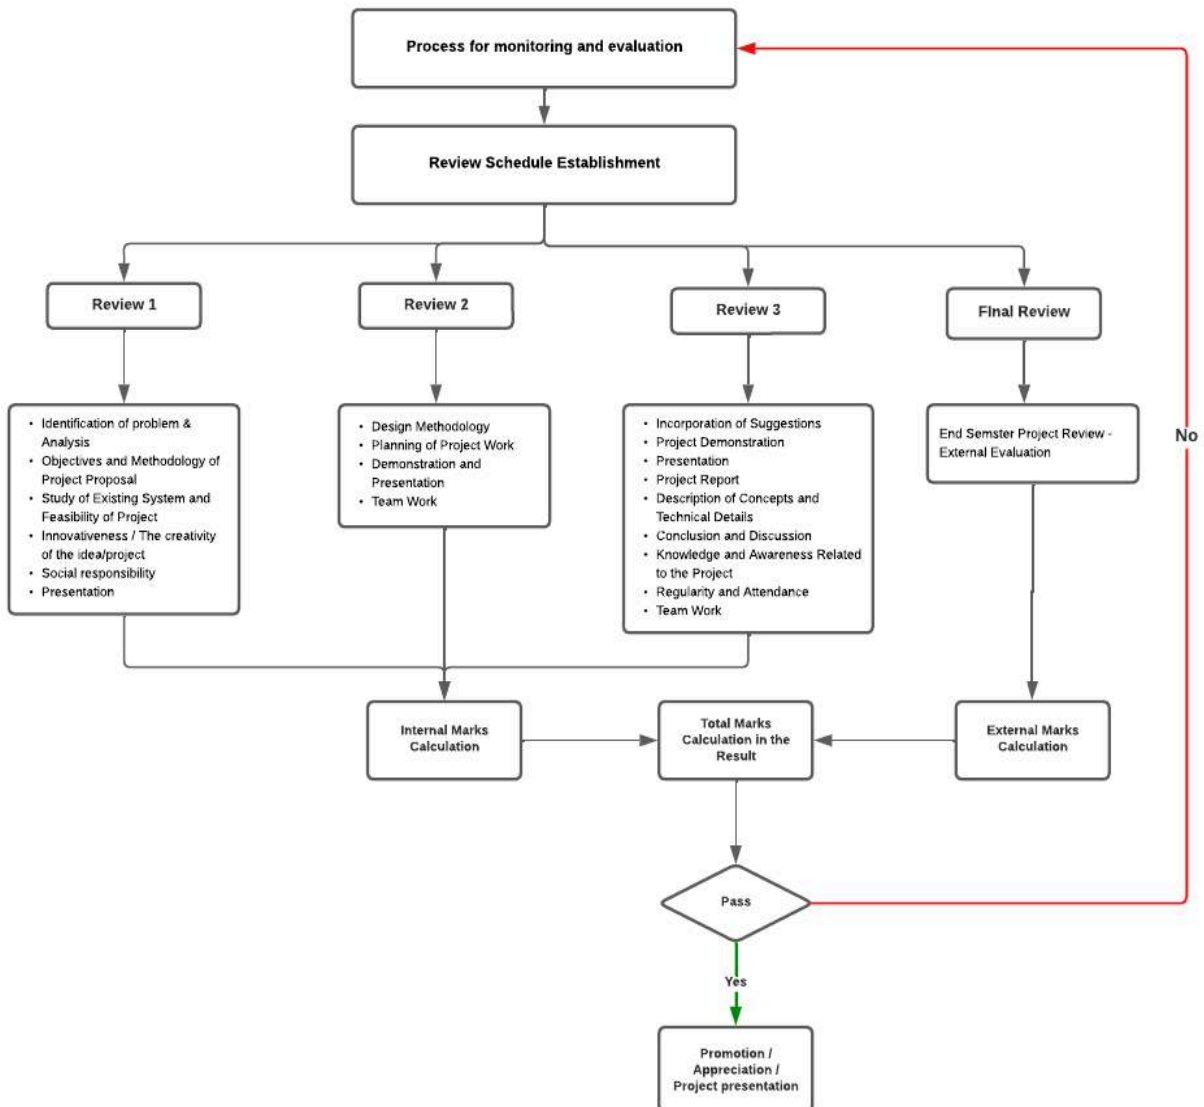 Process for monitoring and evaluation
Review Schedule Establishment
Review 1
Review 2
Review 3
FInal Review
• Identification of problem &
Analysis
• Objectives and Methodology of
Project Proposal
• Study of Existing System and
Feasibility of Project
• Innovativeness / The creativity
of the idea/project
• Social responsibility
• Presentation
• Design Methodology
• Planning of Project Work
• Demonstration and
Presentation
• Team Work
• Incorporation of Suggestions
• Project Demonstration
• Presentation
• Project Report
• Description of Concepts and
Technical Details
• Conclusion and Discussion
• Knowledge and Awareness Related
to the Project
• Regularity and Attendance
• Team Work
End Semster Project Review -
External Evaluation
No
Internal Marks
Calculation
Total Marks
Calculation in the
Result
External Marks
Calculation
Pass
Yes
Promotion /
Appreciation /
Project presentation